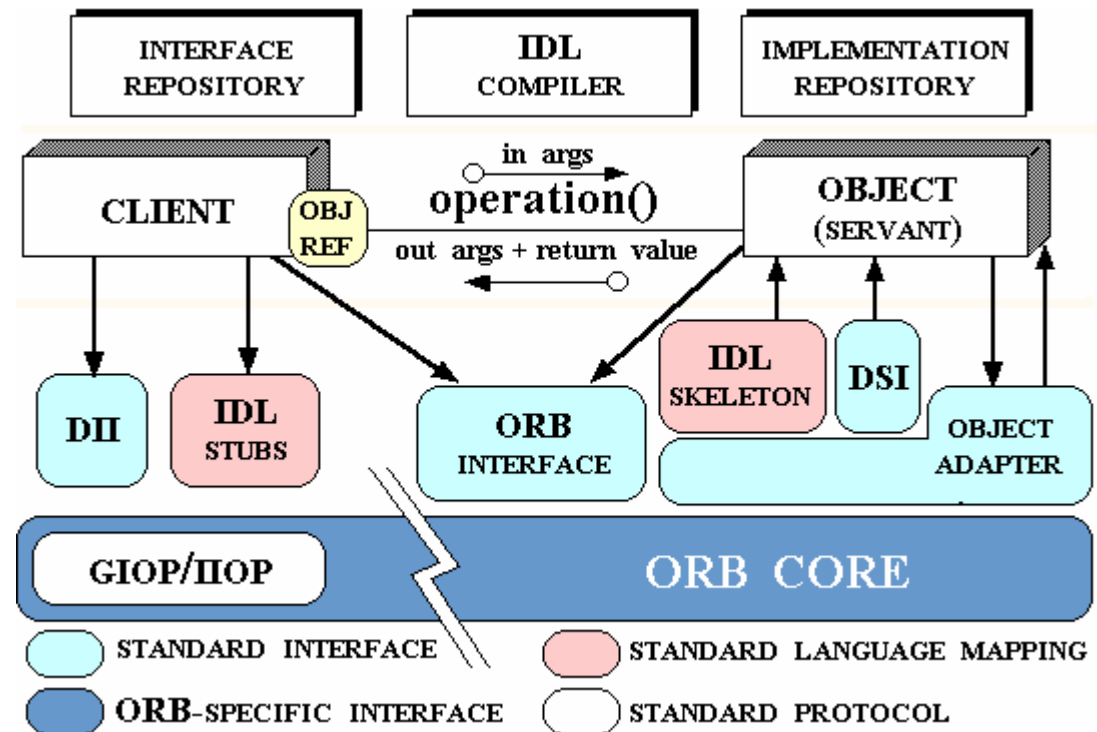 INTERFACE
REPOSITORY
IDL
COMPILER
IMPLEMENTATION
REPOSITORY
CLIENT
OBJ
REF
in args
operation()
out args + return value
OBJECT
(SERVANT)
DII
IDL
STUBS
ORB
INTERFACE
IDL
SKELETON
DSI
OBJECT
ADAPTER
GIOP/IIOP
ORB CORE
STANDARD INTERFACE
STANDARD LANGUAGE MAPPING
ORB-SPECIFIC INTERFACE
STANDARD PROTOCOL